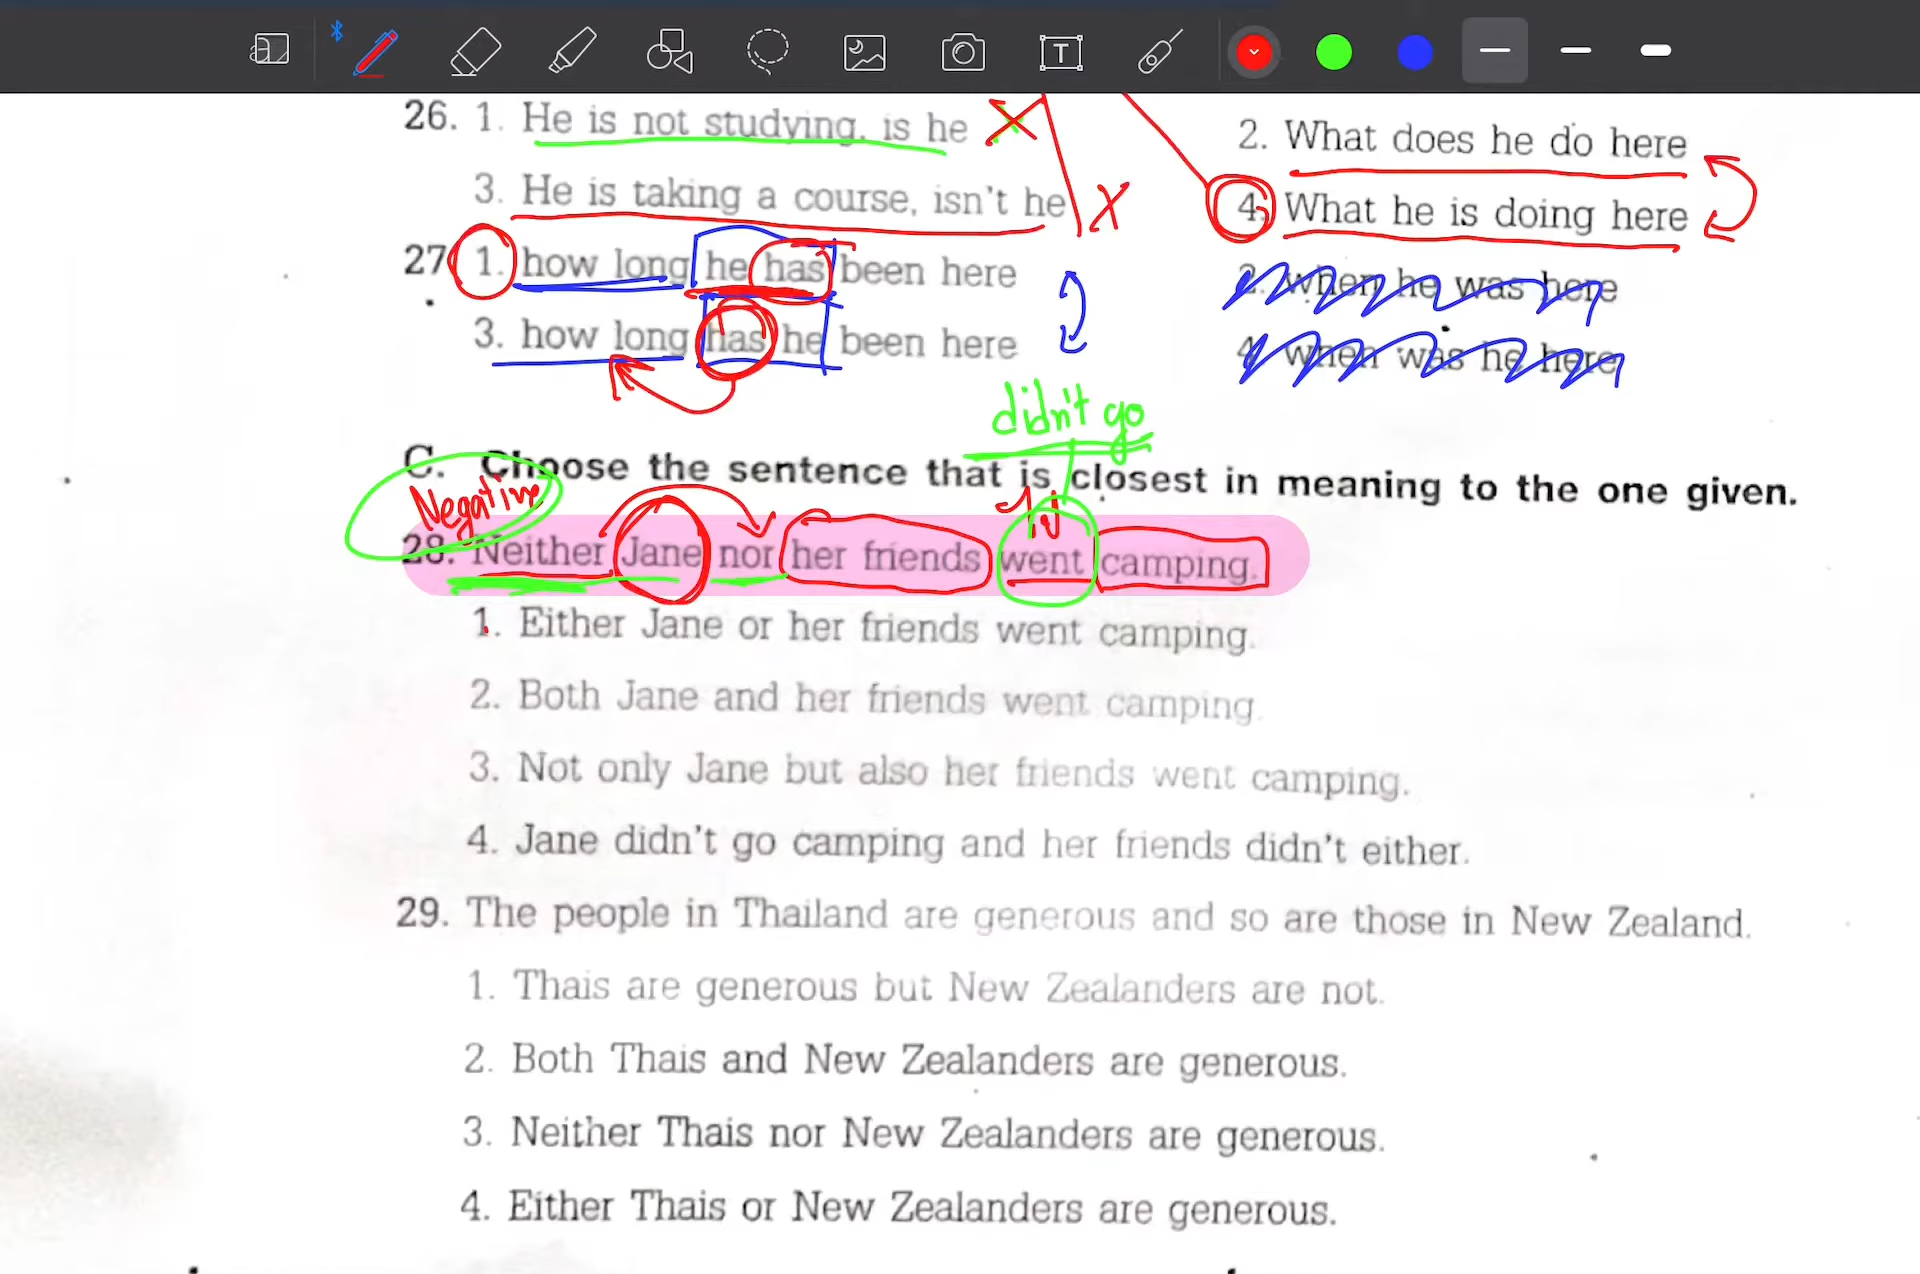 26. 1. He is not studying, is he
2. What does he do here
3. He is taking a course, isn't he
4. What he is doing here
27 1. how long he has been here
2. when he was here
3. how long has he been here
4. when was he here
didn't go
C. Choose the sentence that is closest in meaning to the one given.
Negative
28. Neither Jane nor her friends went camping.
1. Either Jane or her friends went camping.
2. Both Jane and her friends went camping.
3. Not only Jane but also her friends went camping.
4. Jane didn't go camping and her friends didn't either.
29. The people in Thailand are generous and so are those in New Zealand.
1. Thais are generous but New Zealanders are not.
2. Both Thais and New Zealanders are generous.
3. Neither Thais nor New Zealanders are generous.
4. Either Thais or New Zealanders are generous.